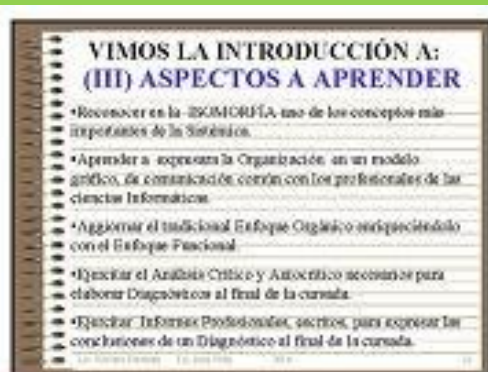 VIMOS LA INTRODUCCIÓN A:
(III) ASPECTOS A APRENDER
•Reconocer en la ISOMORFÍA uno de los conceptos más
importantes de la Sistémica.
•Aprender a expresar la Organización en un modelo
gráfico, de comunicación común con los profesionales de las
ciencias Informáticas.
•Aggiornar el tradicional Enfoque Orgánico enriqueciéndolo
con el Enfoque Funcional.
•Ejercitar el Análisis Crítico y Autocrítico necesarios para
elaborar Diagnósticos al final de la cursada.
•Ejercitar Informes Profesionales, escritos, para expresar las
conclusiones de un Diagnóstico al final de la cursada.